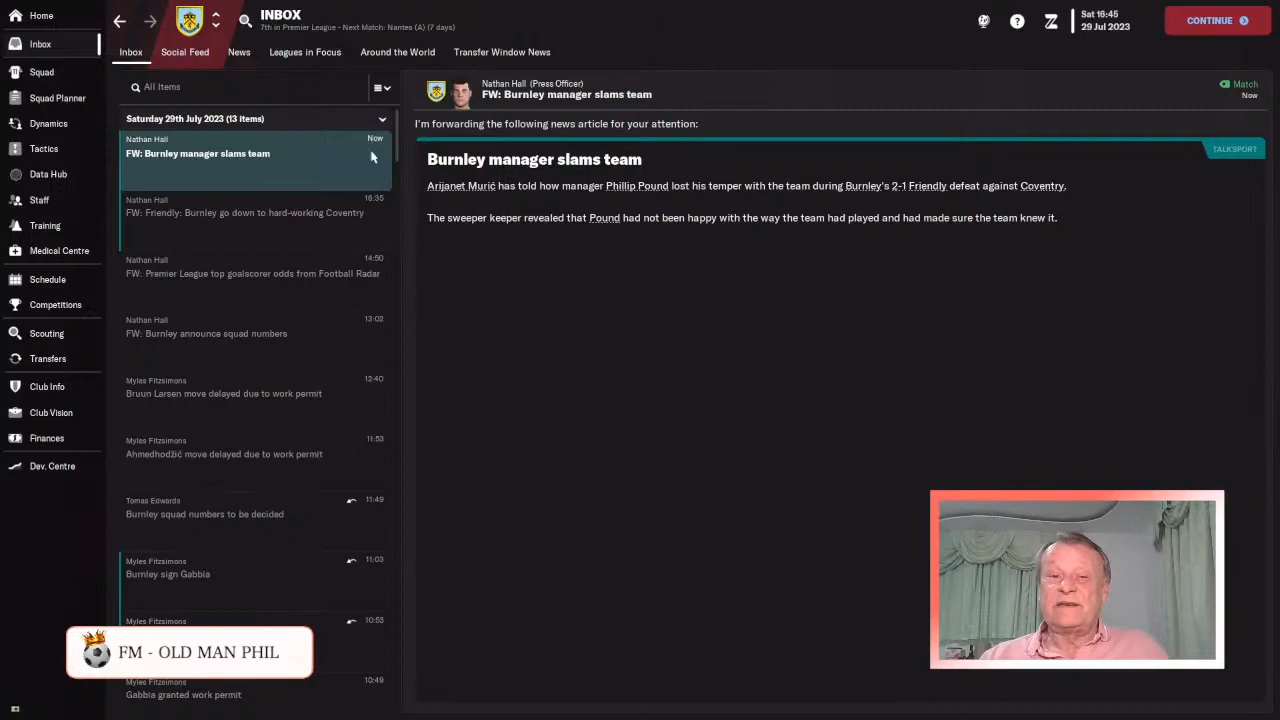 Home
Inbox
Squad
Squad Planner
Dynamics
Tactics
Data Hub
Staff
Training
Medical Centre
Schedule
Competitions
Scouting
Transfers
Club Info
Club Vision
Finances
Dev. Centre
INBOX
7th in Premier League - Next Match: Nantes (A) (7 days)
Sat 16:45
29 Jul 2023
CONTINUE
Inbox Social Feed News Leagues in Focus Around the World Transfer Window News
All Items
Saturday 29th July 2023 (13 items)
Nathan Hall Now
FW: Burnley manager slams team
Nathan Hall 16:35
FW: Friendly: Burnley go down to hard-working Coventry
Nathan Hall 14:50
FW: Premier League top goalscorer odds from Football Radar
Nathan Hall 13:02
FW: Burnley announce squad numbers
Myles Fitzsimons 12:40
Bruun Larsen move delayed due to work permit
Myles Fitzsimons 11:53
Ahmedhodžić move delayed due to work permit
Tomas Edwards 11:49
Burnley squad numbers to be decided
Myles Fitzsimons 11:03
Burnley sign Gabbia
Myles Fitzsimons 10:53
Myles Fitzsimons 10:49
Gabbia granted work permit
Nathan Hall (Press Officer)
FW: Burnley manager slams team
Match
Now
I'm forwarding the following news article for your attention:
TALKSPORT
Burnley manager slams team
Arijanet Murić has told how manager Phillip Pound lost his temper with the team during Burnley's 2-1 Friendly defeat against Coventry.
The sweeper keeper revealed that Pound had not been happy with the way the team had played and had made sure the team knew it.
FM - OLD MAN PHIL